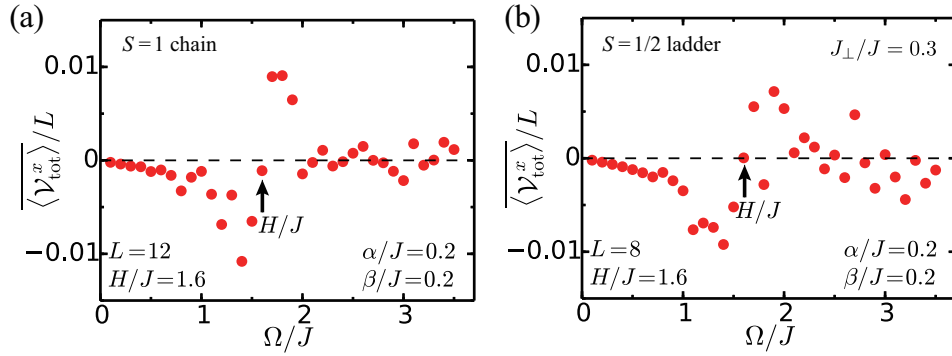 (a)
S=1 chain
0.01
0
−0.01
⟨𝒱ˣₜₒₜ⟩/L
H/J
L=12
H/J=1.6
α/J=0.2
β/J=0.2
0 1 2 3
Ω/J
(b)
S=1/2 ladder
J⊥/J=0.3
0.01
0
−0.01
⟨𝒱ˣₜₒₜ⟩/L
H/J
L=8
H/J=1.6
α/J=0.2
β/J=0.2
0 1 2 3
Ω/J